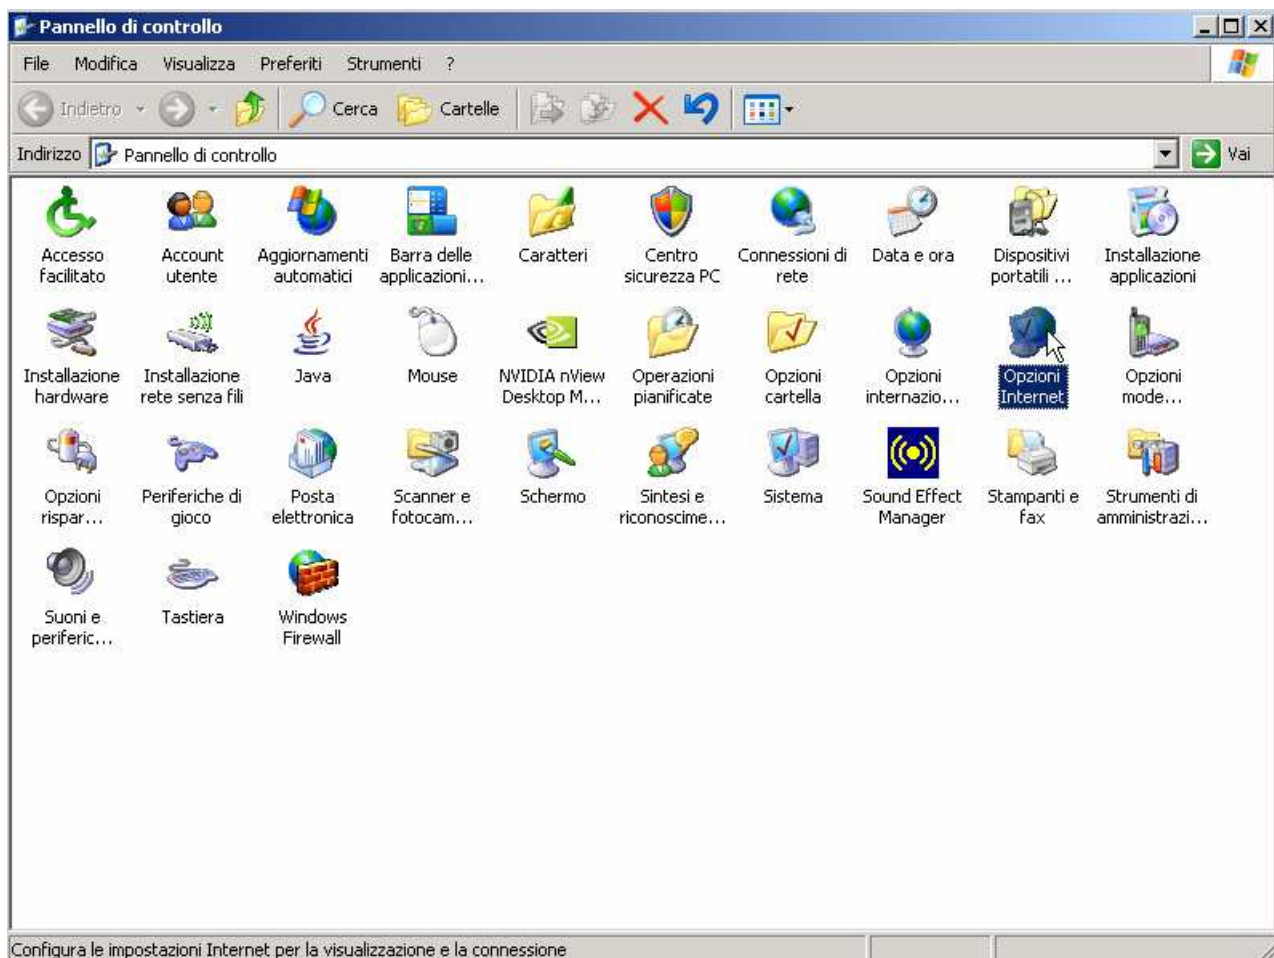 Pannello di controllo
File Modifica Visualizza Preferiti Strumenti ?
Indietro Cerca Cartelle
Indirizzo Pannello di controllo Vai
Accesso facilitato
Account utente
Aggiornamenti automatici
Barra delle applicazioni...
Caratteri
Centro sicurezza PC
Connessioni di rete
Data e ora
Dispositivi portatili ...
Installazione applicazioni
Installazione hardware
Installazione rete senza fili
Java
Mouse
NVIDIA nView Desktop M...
Operazioni pianificate
Opzioni cartella
Opzioni internazio...
Opzioni Internet
Opzioni mode...
Opzioni rispar...
Periferiche di gioco
Posta elettronica
Scanner e fotocam...
Schermo
Sintesi e riconoscime...
Sistema
Sound Effect Manager
Stampanti e fax
Strumenti di amministrazi...
Suoni e periferic...
Tastiera
Windows Firewall
Configura le impostazioni Internet per la visualizzazione e la connessione